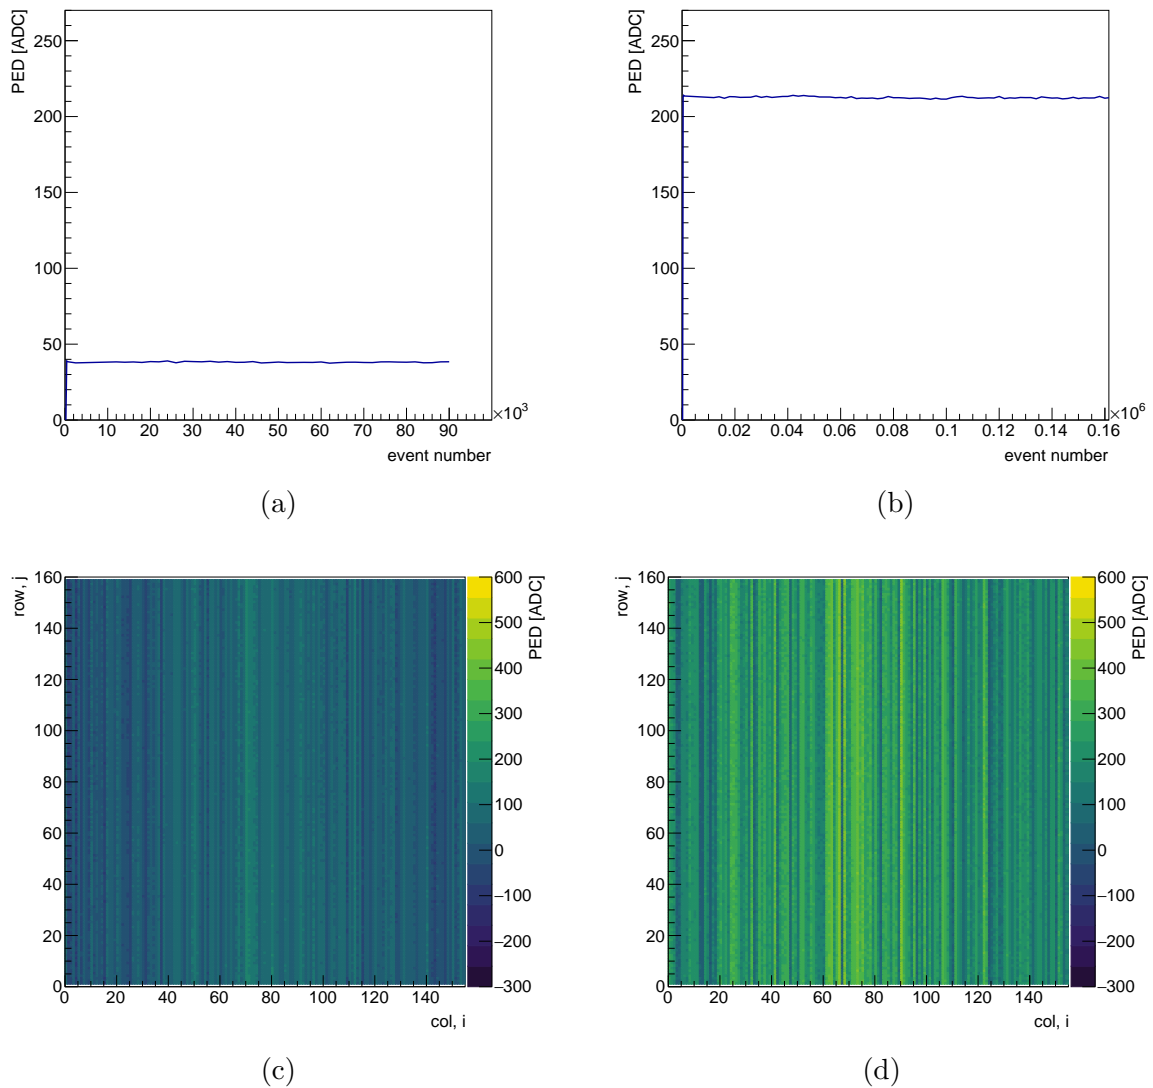 PED [ADC]
250
200
150
100
50
0
0 10 20 30 40 50 60 70 80 90
×10³
event number
(a)
PED [ADC]
250
200
150
100
50
0
0 0.02 0.04 0.06 0.08 0.1 0.12 0.14 0.16
×10⁶
event number
(b)
row, j
160
140
120
100
80
60
40
20
0
0 20 40 60 80 100 120 140
col, i
600
500
400
300
200
100
0
−100
−200
−300
PED [ADC]
(c)
row, j
160
140
120
100
80
60
40
20
0
0 20 40 60 80 100 120 140
col, i
600
500
400
300
200
100
0
−100
−200
−300
PED [ADC]
(d)